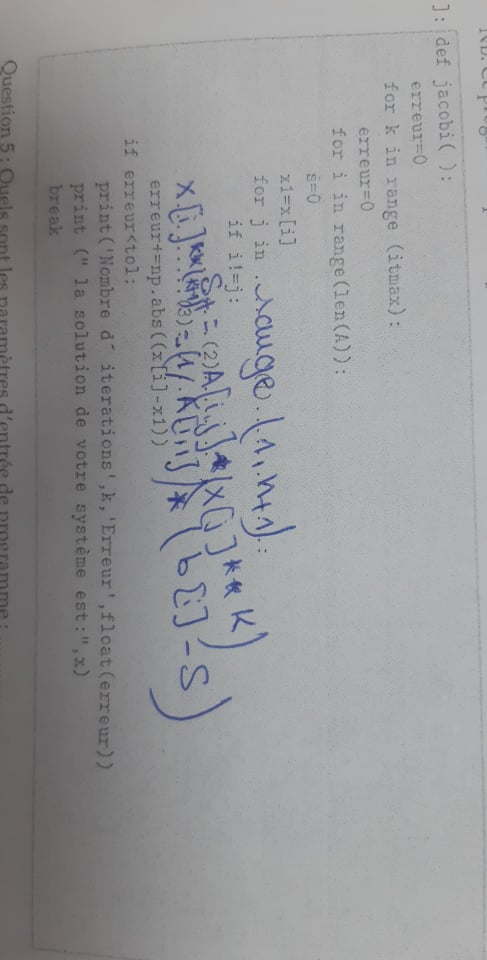 NB: Ce
]: def jacobi( ):
erreur=0
for k in range (itmax):
erreur=0
for i in range(len(A)):
s=0
x1=x[i]
for j in ..range..(.1,.n+1).:
if i!=j:
S+ = (2)A[i,j].*(x[j]**k)
x[i.]**(k+1)....(3)=.(1/.A[i,i])*(b[i]-S)
erreur+=np.abs((x[i]-x1))
if erreur<tol:
print('Nombre d´ iterations',k,'Erreur',float(erreur))
print (" la solution de votre système est:",x)
break
Question 5 : Quels sont les paramètres d'entrée de programme :